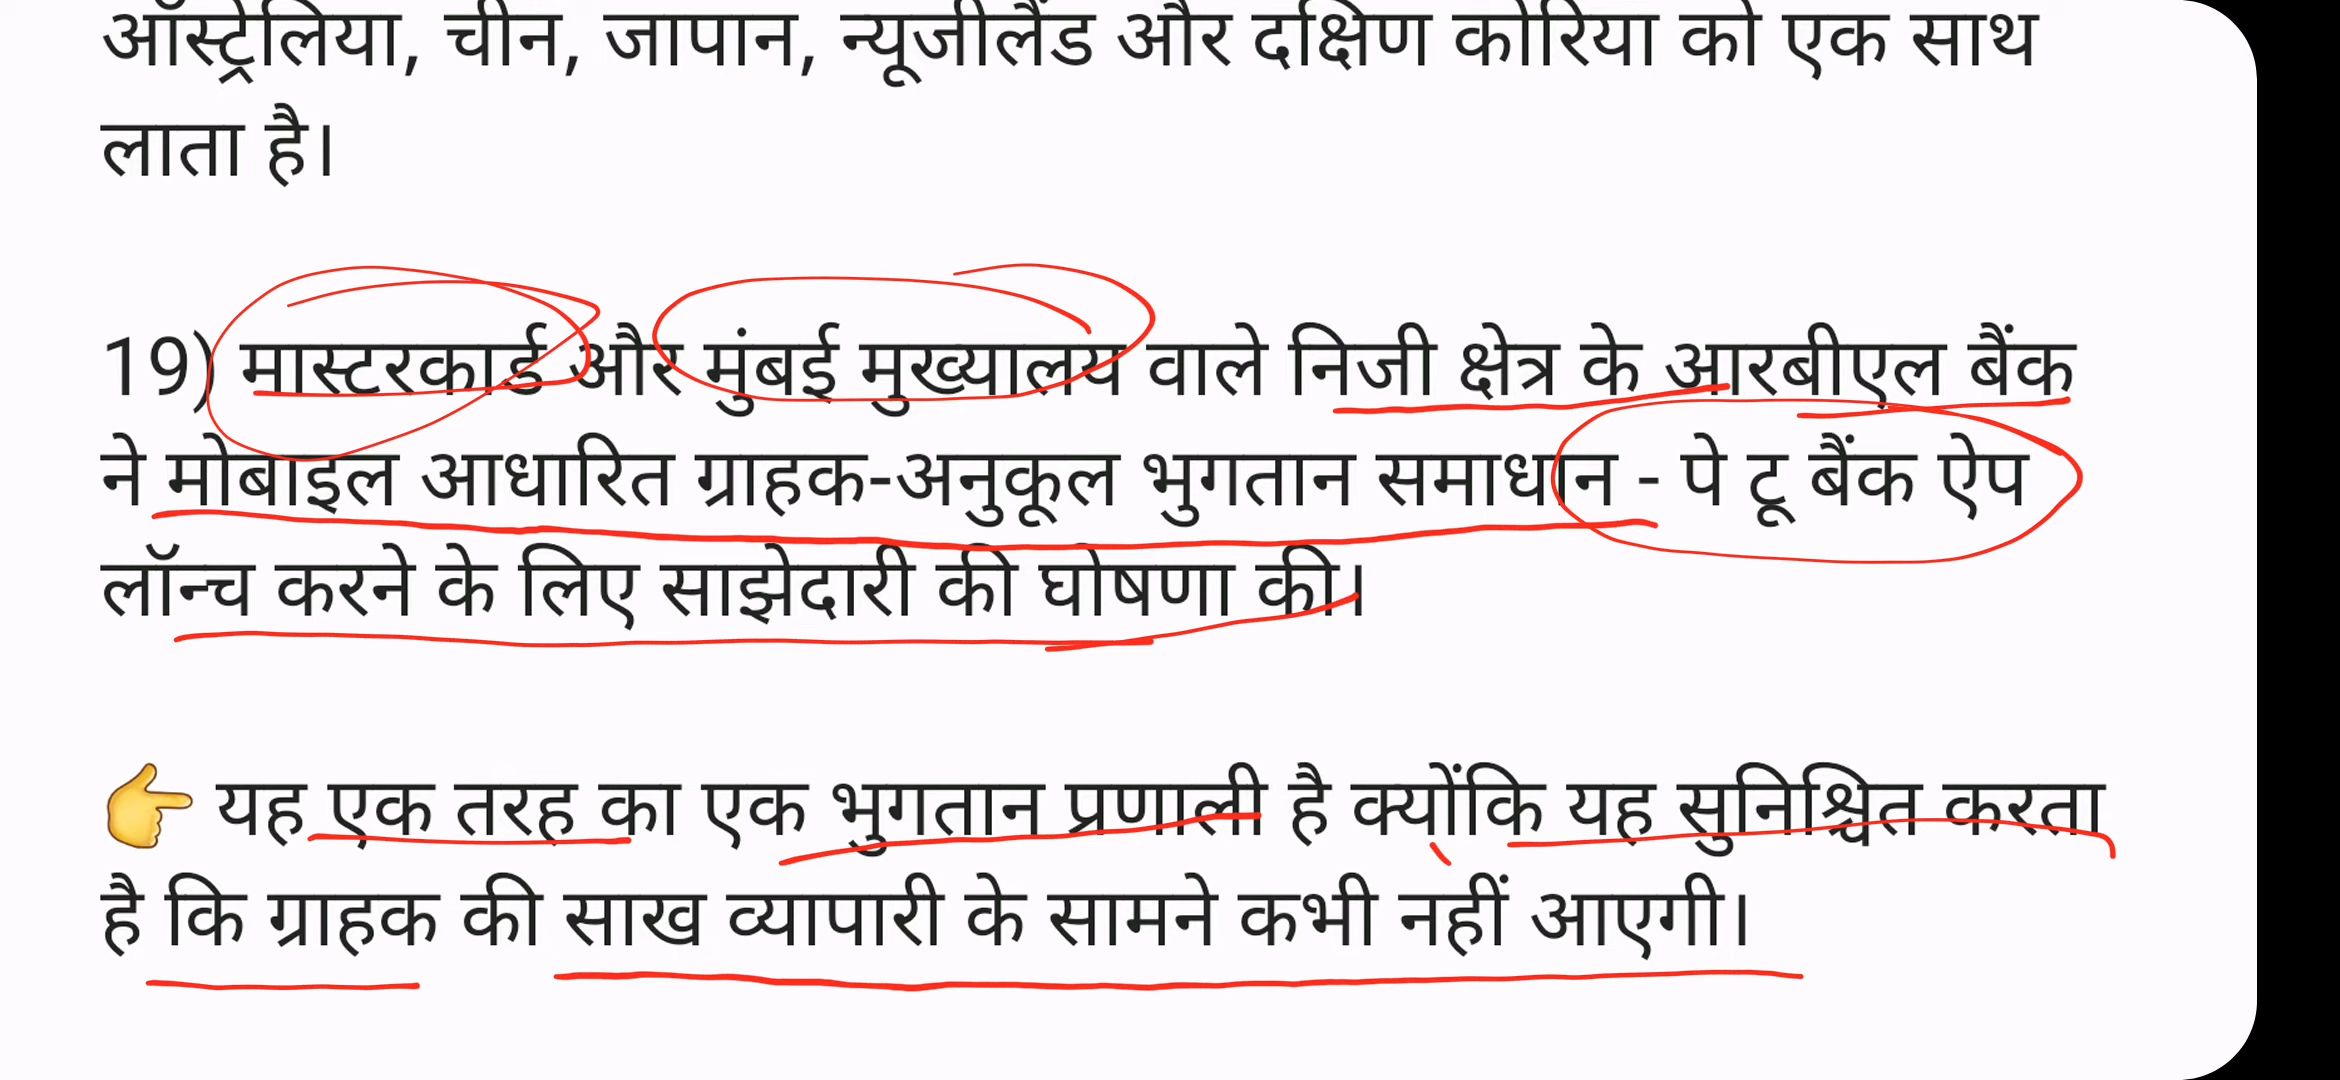 ऑस्ट्रेलिया, चीन, जापान, न्यूजीलैंड और दक्षिण कोरिया को एक साथ
लाता है।
19) मास्टरकार्ड और मुंबई मुख्यालय वाले निजी क्षेत्र के आरबीएल बैंक
ने मोबाइल आधारित ग्राहक-अनुकूल भुगतान समाधान - पे टू बैंक ऐप
लॉन्च करने के लिए साझेदारी की घोषणा की।
👉 यह एक तरह का एक भुगतान प्रणाली है क्योंकि यह सुनिश्चित करता
है कि ग्राहक की साख व्यापारी के सामने कभी नहीं आएगी।